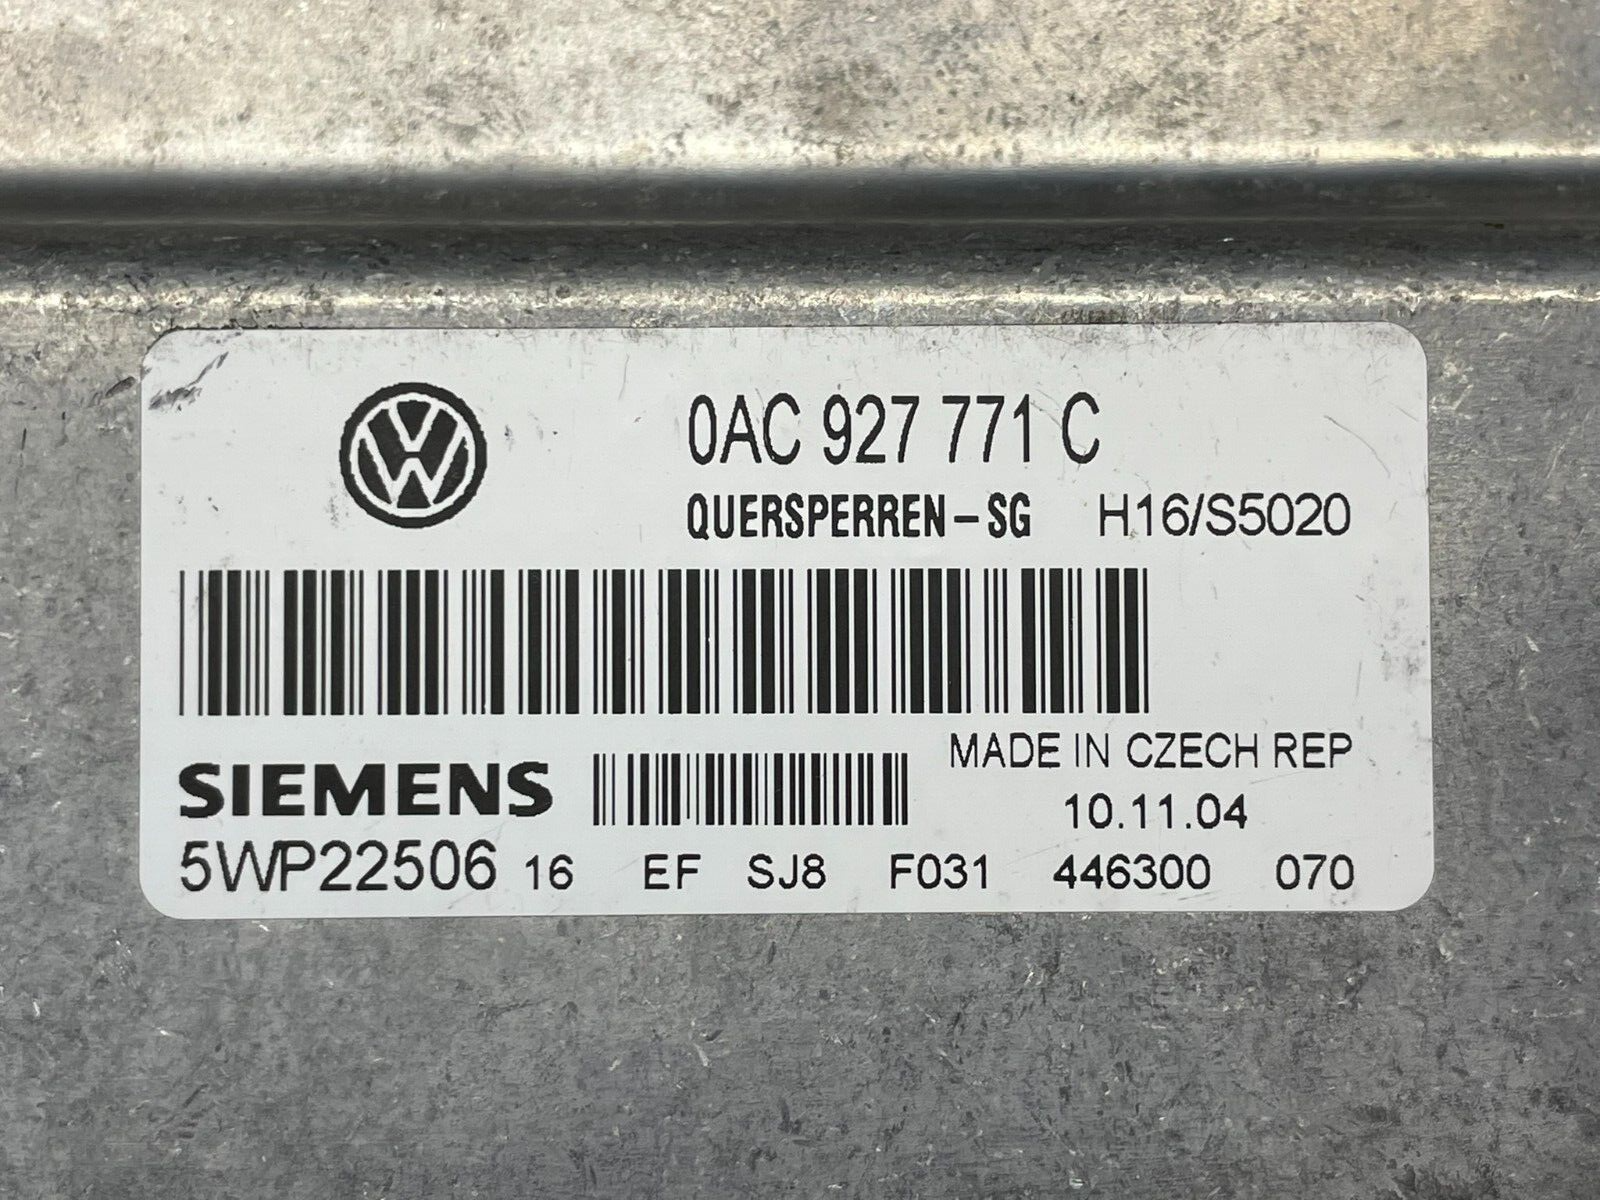 0AC 927 771 C
QUERSPERREN-SG H16/S5020
SIEMENS MADE IN CZECH REP
10.11.04
5WP22506 16 EF SJ8 F031 446300 070